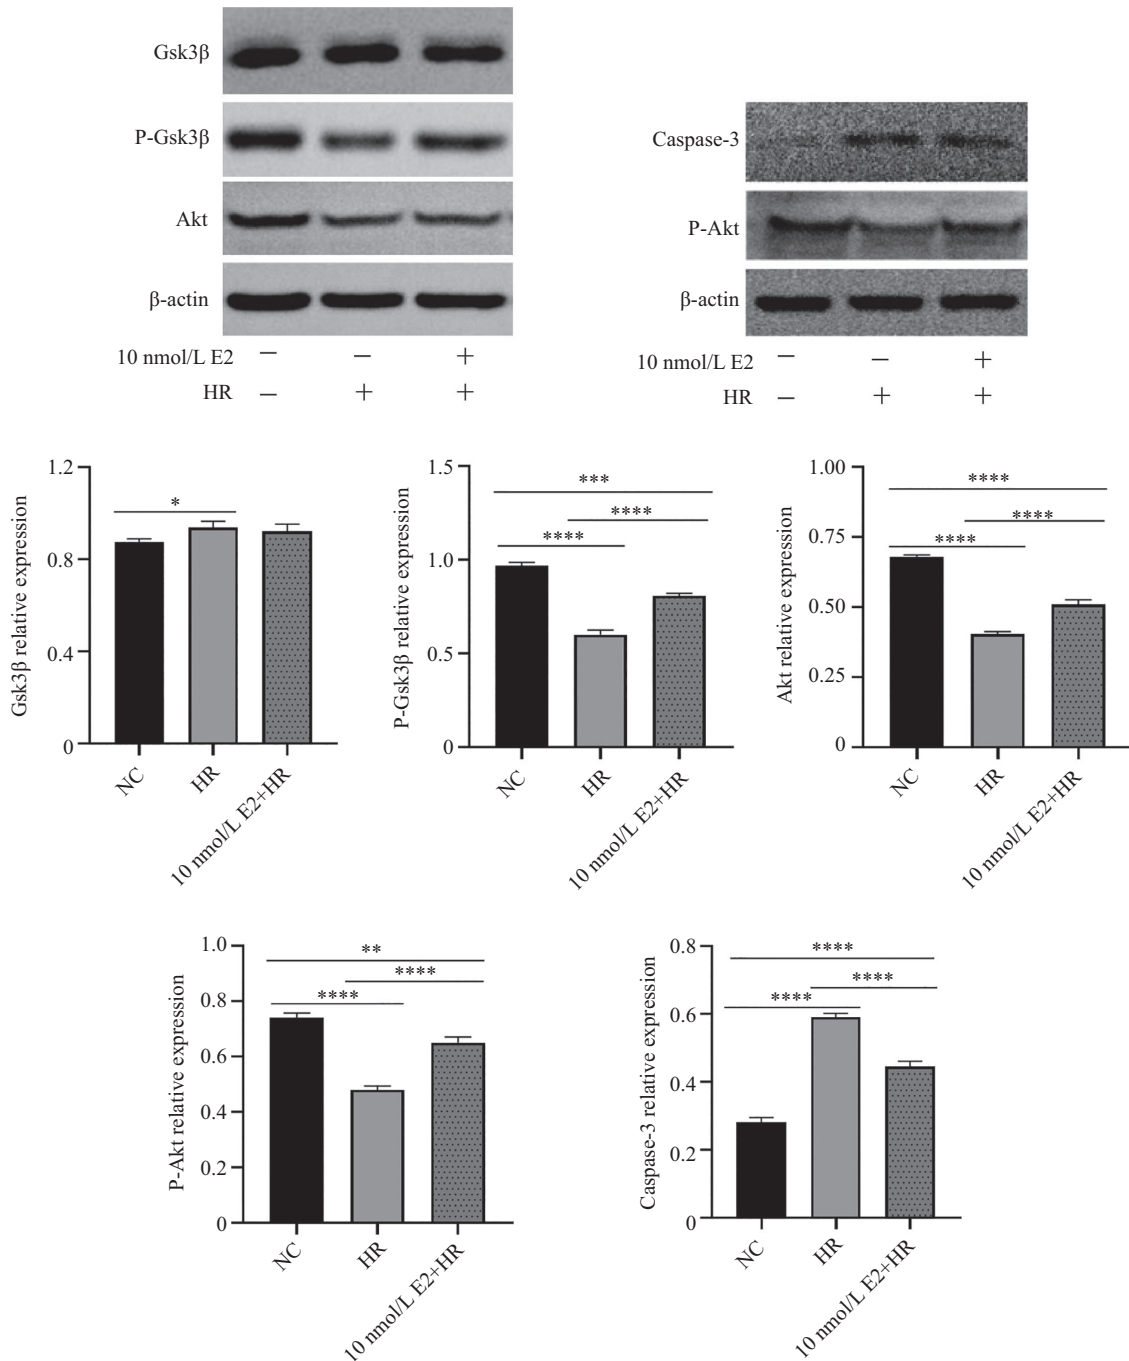 Gsk3β
P-Gsk3β
Akt
β-actin
10 nmol/L E2 − − +
HR − + +
Caspase-3
P-Akt
β-actin
10 nmol/L E2 − − +
HR − + +
Gsk3β relative expression
1.2
0.8
0.4
0
*
NC
HR
10 nmol/L E2+HR
P-Gsk3β relative expression
1.5
1.0
0.5
0
***
****
****
NC
HR
10 nmol/L E2+HR
Akt relative expression
1.00
0.75
0.50
0.25
0
****
****
****
NC
HR
10 nmol/L E2+HR
P-Akt relative expression
1.0
0.8
0.6
0.4
0.2
0
**
****
****
NC
HR
10 nmol/L E2+HR
Caspase-3 relative expression
0.8
0.6
0.4
0.2
0
****
****
****
NC
HR
10 nmol/L E2+HR